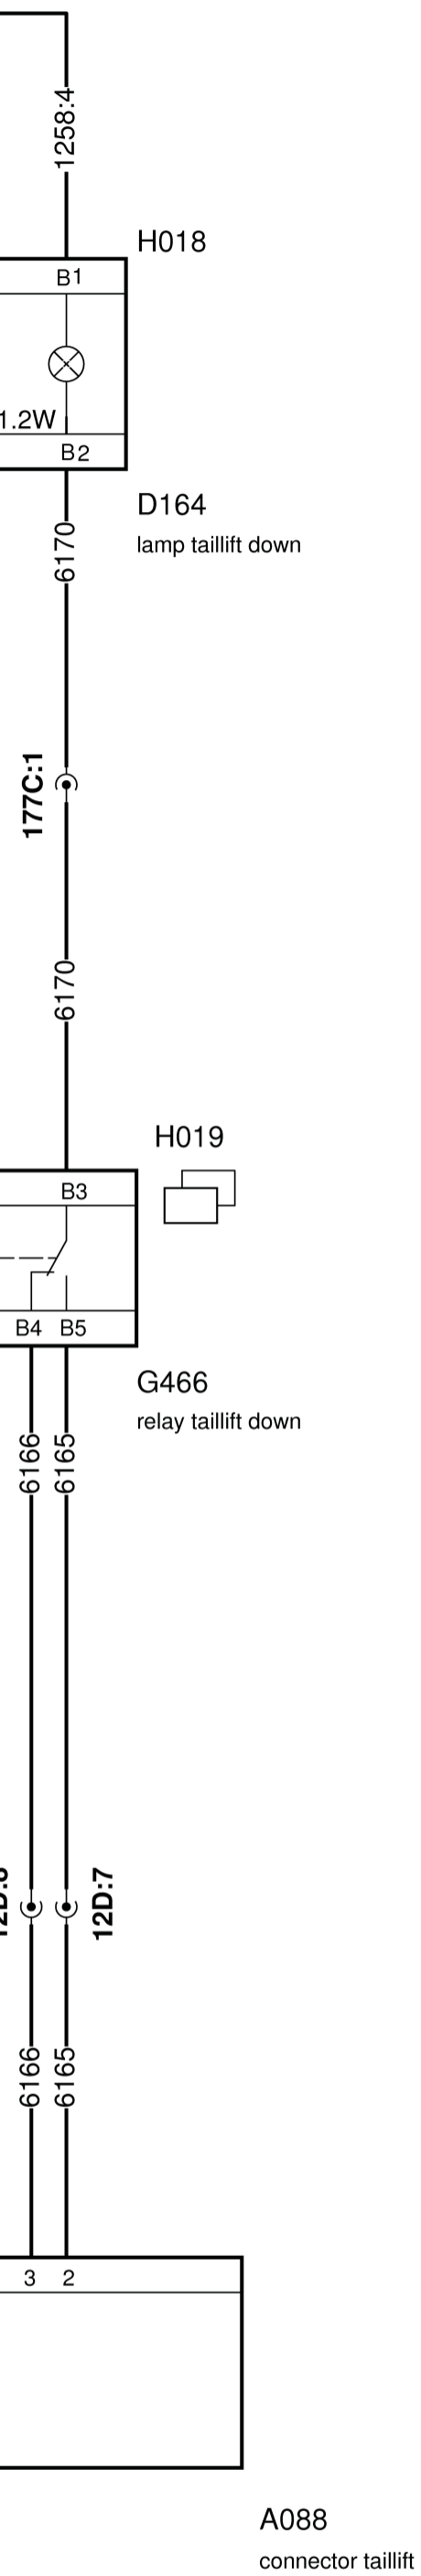 1258:4
H018
B1
1.2W
B2
D164
lamp taillift down
6170
177C:1
6170
H019
B3
B4 B5
G466
relay taillift down
6166 6165
12D:7
6166 6165
3 2
A088
connector taillift